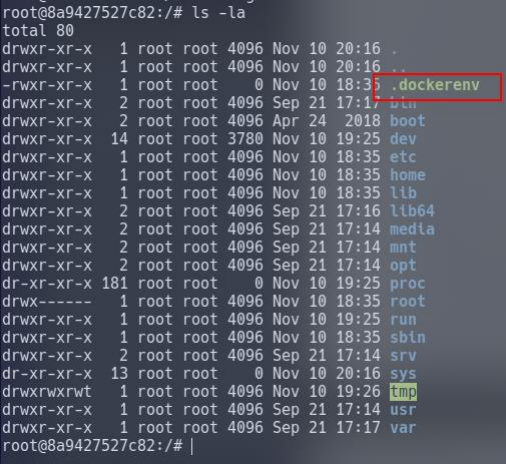 root@8a9427527c82:/# ls -la
total 80
drwxr-xr-x   1 root root 4096 Nov 10 20:16 .
drwxr-xr-x   1 root root 4096 Nov 10 20:16 ..
-rwxr-xr-x   1 root root    0 Nov 10 18:35 .dockerenv
drwxr-xr-x   2 root root 4096 Sep 21 17:17 bin
drwxr-xr-x   2 root root 4096 Apr 24  2018 boot
drwxr-xr-x  14 root root 3780 Nov 10 19:25 dev
drwxr-xr-x   1 root root 4096 Nov 10 18:35 etc
drwxr-xr-x   1 root root 4096 Nov 10 18:35 home
drwxr-xr-x   1 root root 4096 Nov 10 18:35 lib
drwxr-xr-x   2 root root 4096 Sep 21 17:16 lib64
drwxr-xr-x   2 root root 4096 Sep 21 17:14 media
drwxr-xr-x   2 root root 4096 Sep 21 17:14 mnt
drwxr-xr-x   2 root root 4096 Sep 21 17:14 opt
dr-xr-xr-x 181 root root    0 Nov 10 19:25 proc
drwx------   1 root root 4096 Nov 10 18:35 root
drwxr-xr-x   1 root root 4096 Nov 10 19:25 run
drwxr-xr-x   1 root root 4096 Nov 10 18:35 sbin
drwxr-xr-x   2 root root 4096 Sep 21 17:14 srv
dr-xr-xr-x  13 root root    0 Nov 10 20:16 sys
drwxrwxrwt   1 root root 4096 Nov 10 19:26 tmp
drwxr-xr-x   1 root root 4096 Sep 21 17:14 usr
drwxr-xr-x   1 root root 4096 Sep 21 17:17 var
root@8a9427527c82:/#